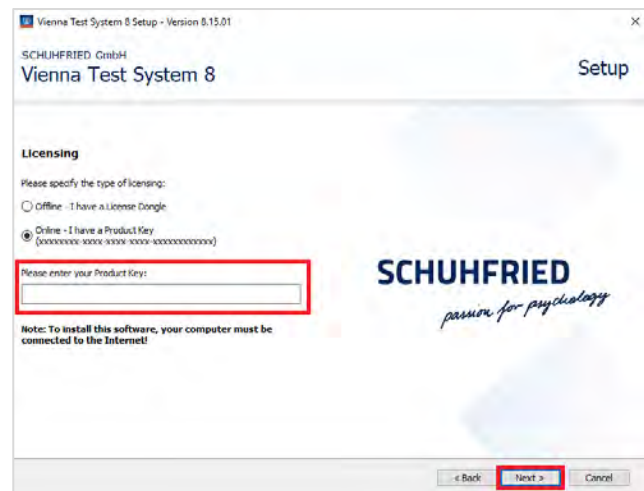 Vienna Test System 8 Setup - Version 8.15.01
SCHUHFRIED GmbH
Vienna Test System 8
Setup
Licensing
Please specify the type of licensing:
Offline - I have a License Dongle
Online - I have a Product Key
(xxxxxxxx-xxxx-xxxx-xxxx-xxxxxxxxxxxx)
Please enter your Product Key:
Note: To install this software, your computer must be
connected to the Internet!
SCHUHFRIED
passion for psychology
< Back
Next >
Cancel